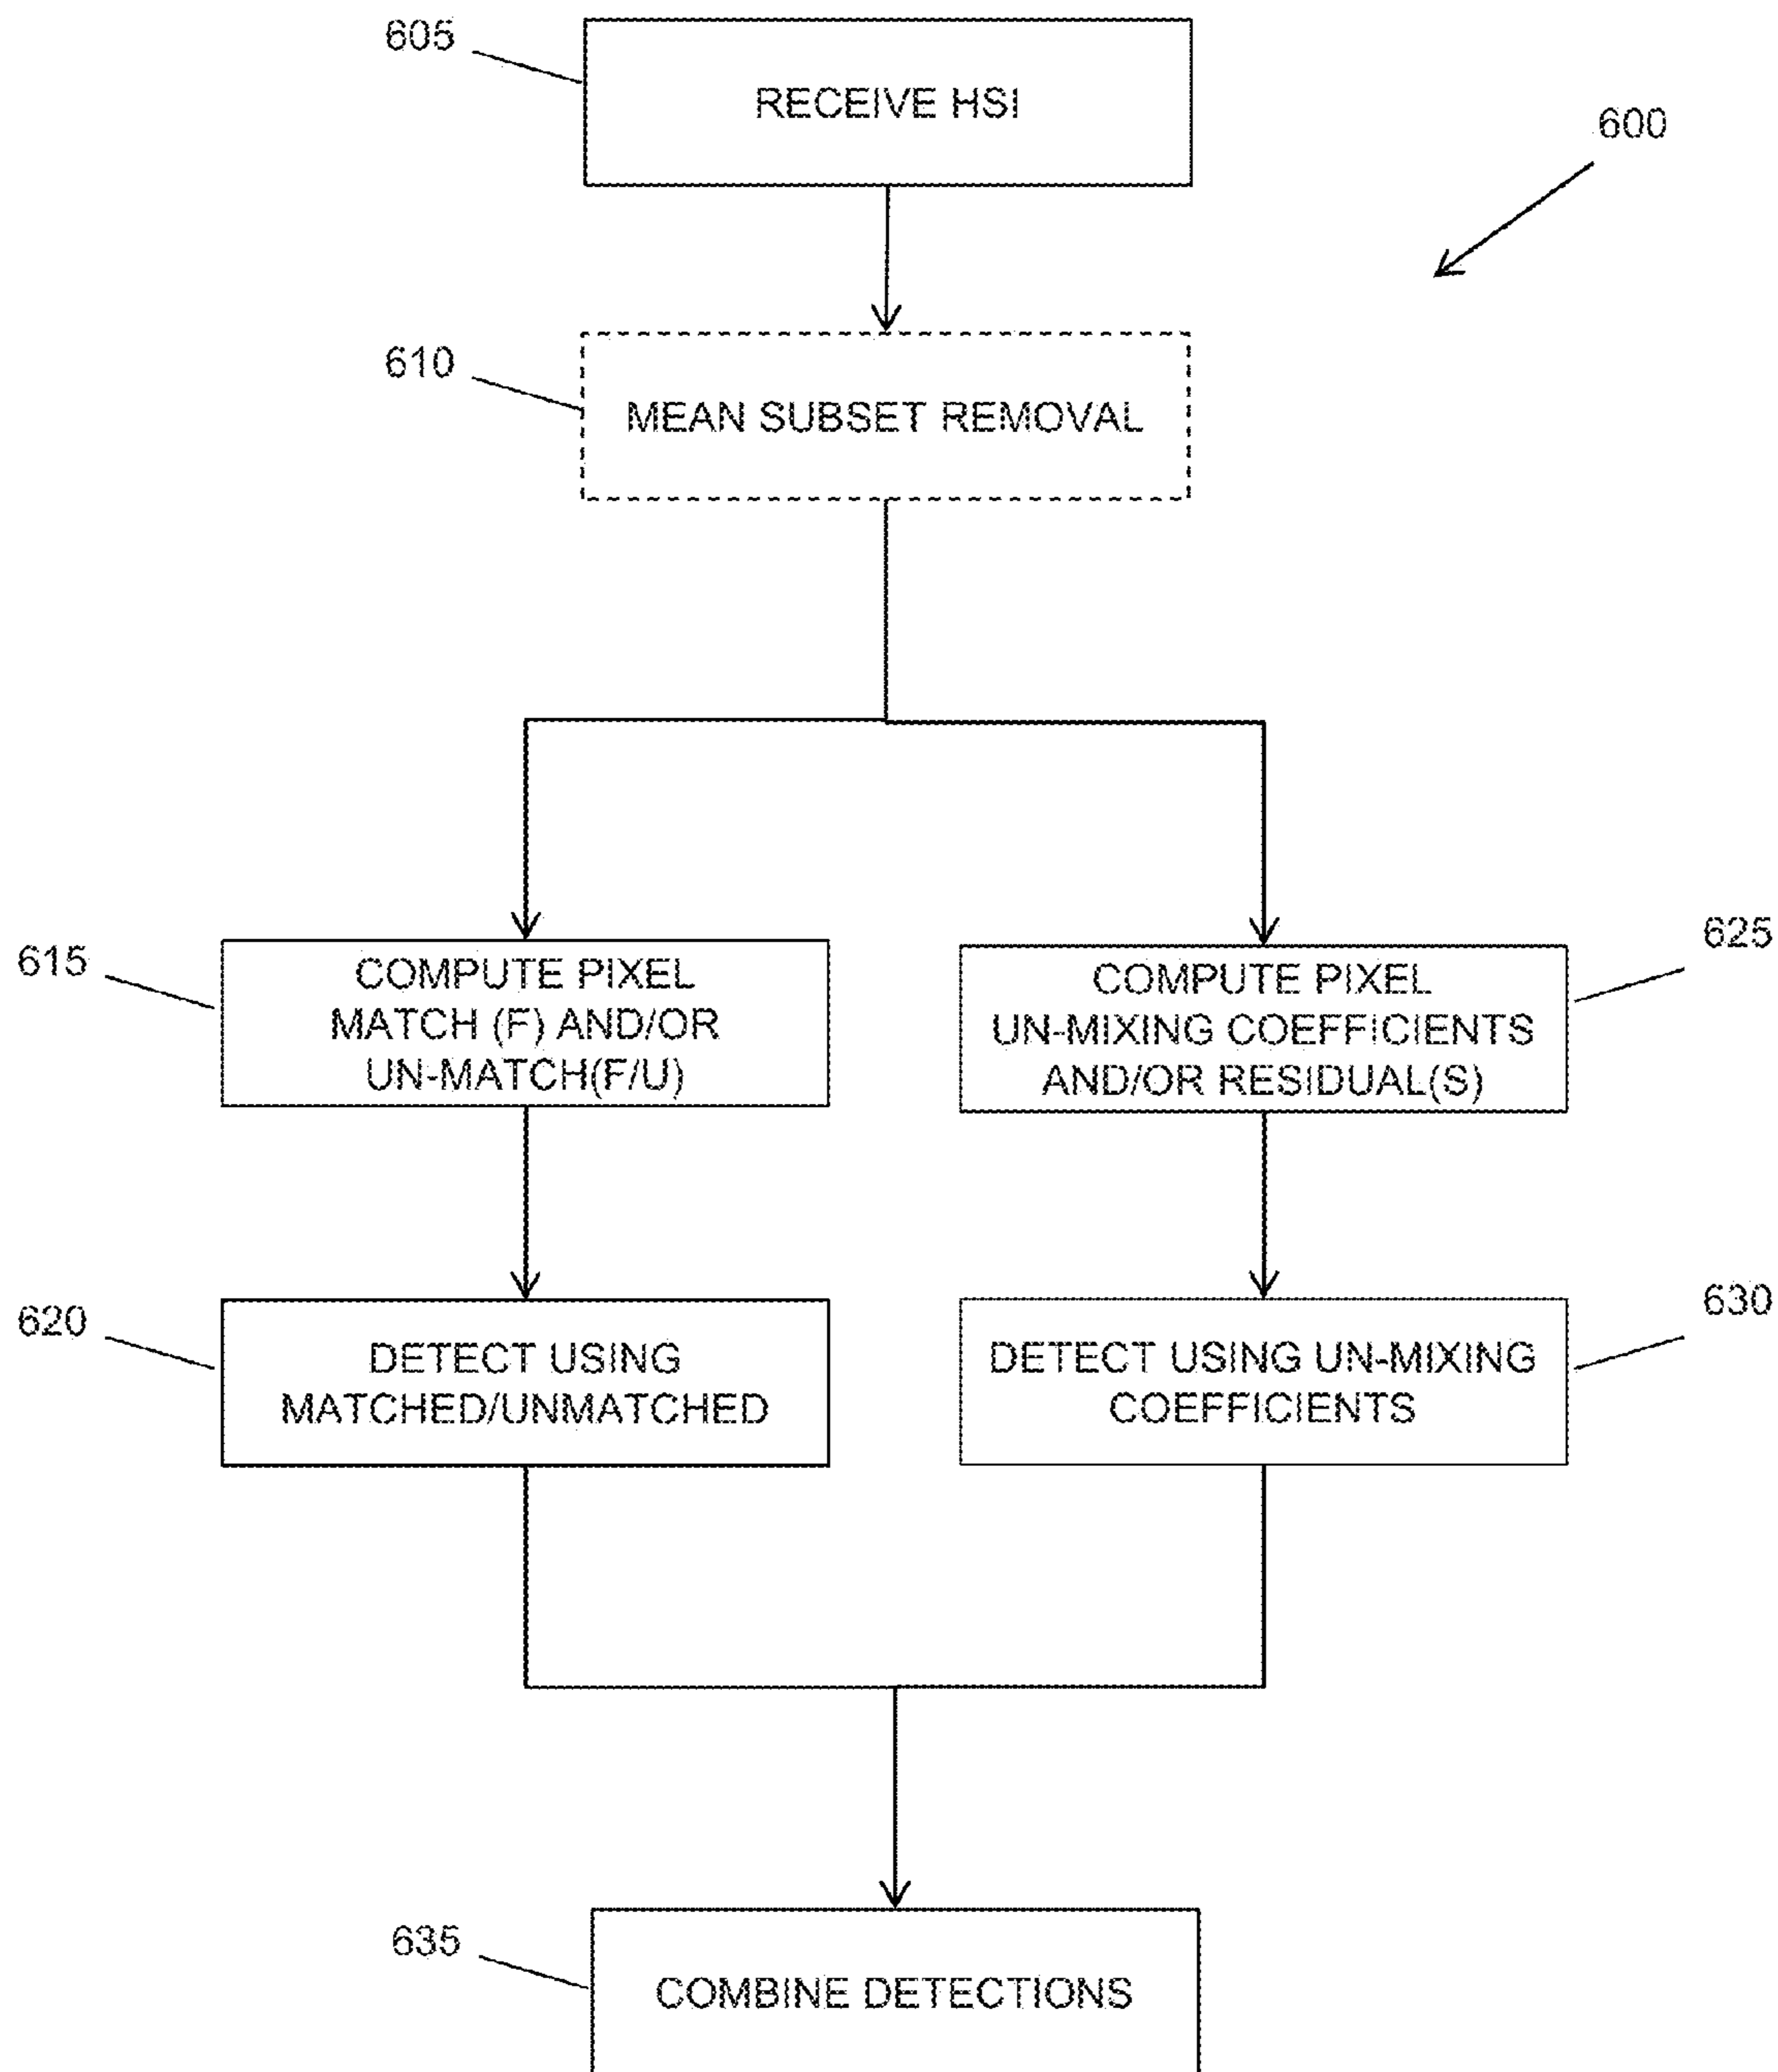 605
RECEIVE HSI
600
610
MEAN SUBSET REMOVAL
615
COMPUTE PIXEL
MATCH (F) AND/OR
UN-MATCH(F/U)
625
COMPUTE PIXEL
UN-MIXING COEFFICIENTS
AND/OR RESIDUAL(S)
620
DETECT USING
MATCHED/UNMATCHED
630
DETECT USING UN-MIXING
COEFFICIENTS
635
COMBINE DETECTIONS